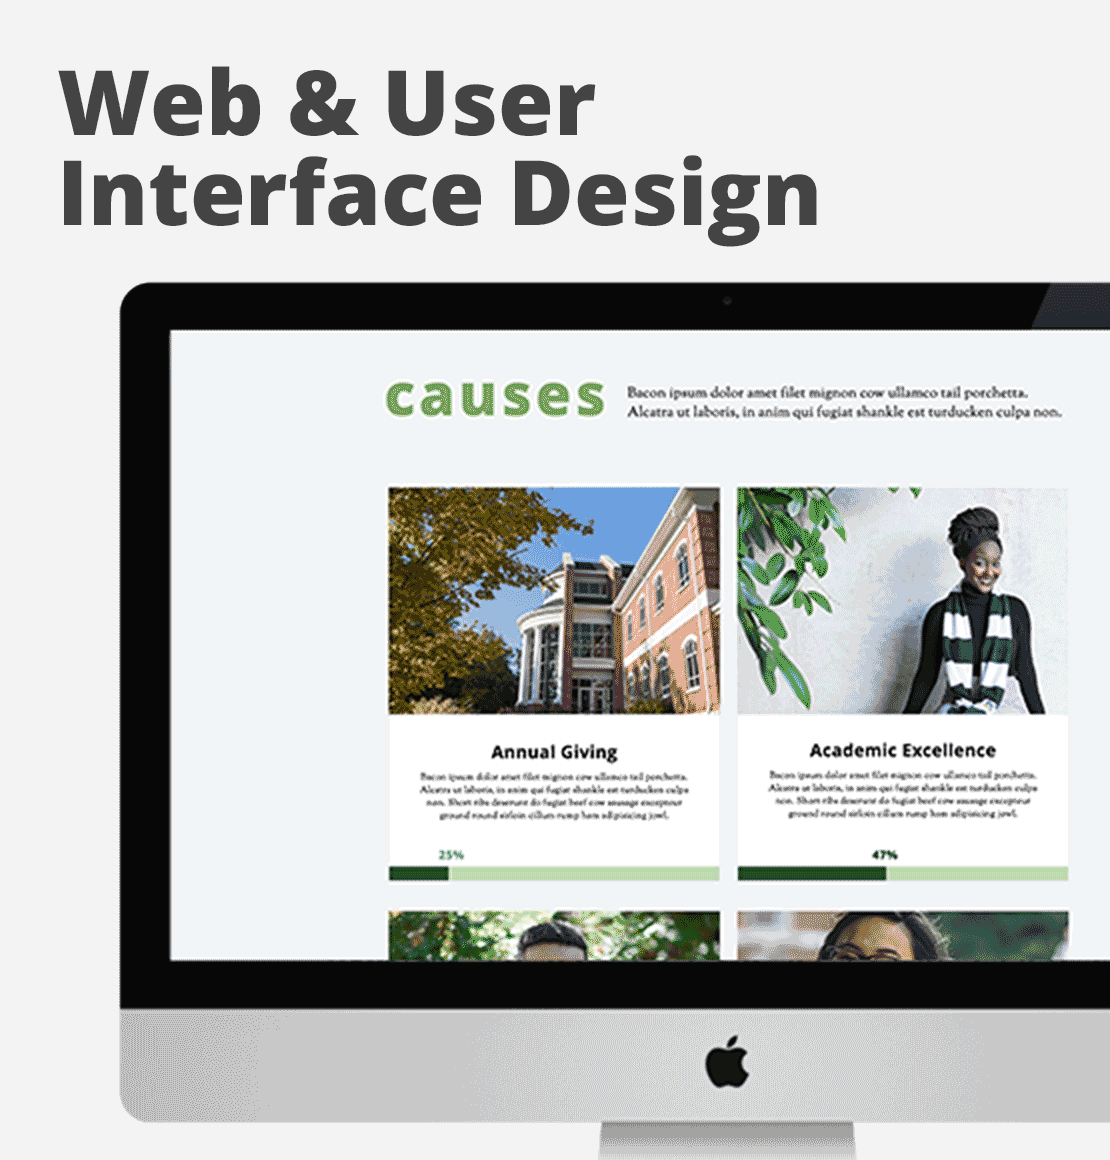 Web & User
Interface Design
causes
Bacon ipsum dolor amet filet mignon cow ullamco tail porchetta.
Alcatra ut laboris, in anim qui fugiat shankle est turducken culpa non.
Annual Giving
Bacon ipsum dolor amet filet mignon cow ullamco tail porchetta.
Alcatra ut laboris, in anim qui fugiat shankle est turducken culpa
non. Short ribs deserunt do fugiat beef cow sausage excepteur
ground round sirloin cillum rump ham adipisicing jowl.
25%
Academic Excellence
Bacon ipsum dolor amet filet mignon cow ullamco tail porchetta.
Alcatra ut laboris, in anim qui fugiat shankle est turducken culpa
non. Short ribs deserunt do fugiat beef cow sausage excepteur
ground round sirloin cillum rump ham adipisicing jowl.
47%